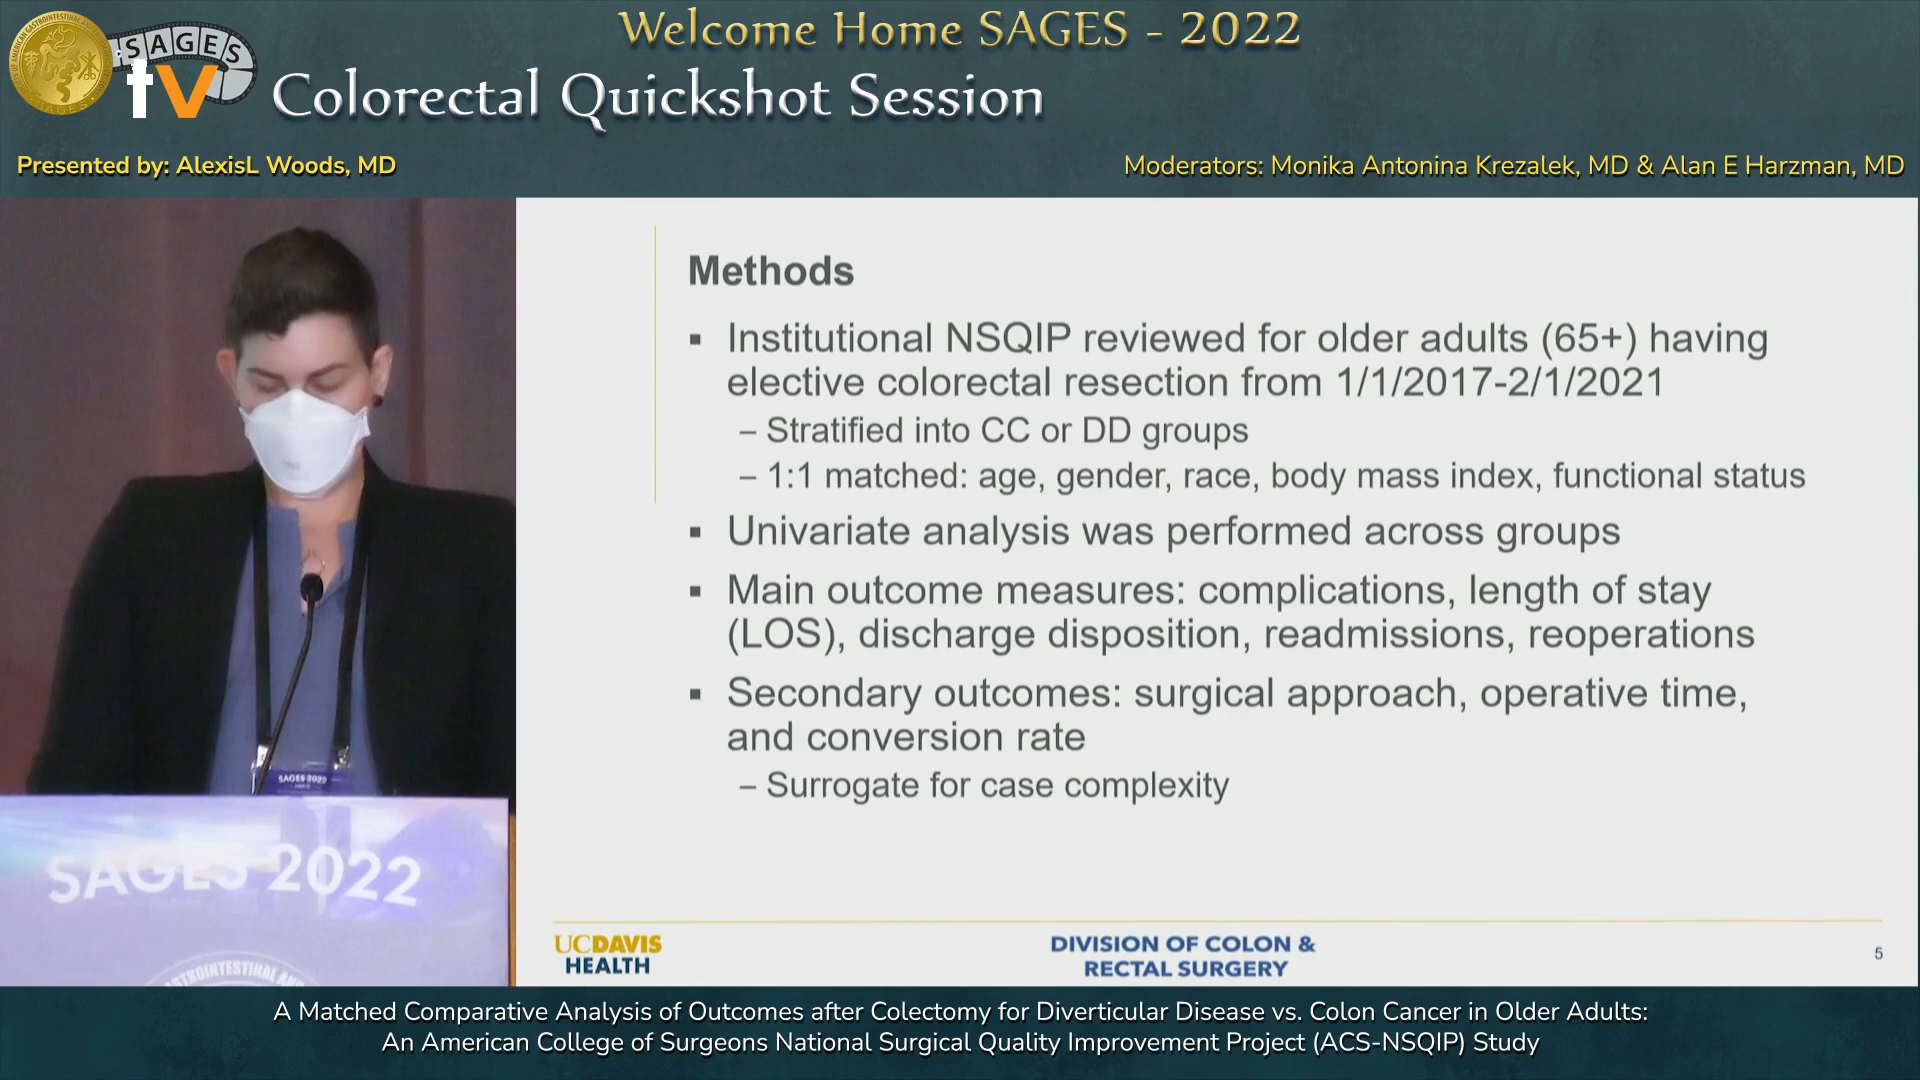 Welcome Home SAGES - 2022
SAGES
tv
Colorectal Quickshot Session
Presented by: AlexisL Woods, MD
Moderators: Monika Antonina Krezalek, MD & Alan E Harzman, MD
Methods
▪ Institutional NSQIP reviewed for older adults (65+) having
elective colorectal resection from 1/1/2017-2/1/2021
– Stratified into CC or DD groups
– 1:1 matched: age, gender, race, body mass index, functional status
▪ Univariate analysis was performed across groups
▪ Main outcome measures: complications, length of stay
(LOS), discharge disposition, readmissions, reoperations
▪ Secondary outcomes: surgical approach, operative time,
and conversion rate
– Surrogate for case complexity
SAGES 2022
SAGES 2022
UCDAVIS
HEALTH
DIVISION OF COLON &
RECTAL SURGERY
5
A Matched Comparative Analysis of Outcomes after Colectomy for Diverticular Disease vs. Colon Cancer in Older Adults:
An American College of Surgeons National Surgical Quality Improvement Project (ACS-NSQIP) Study